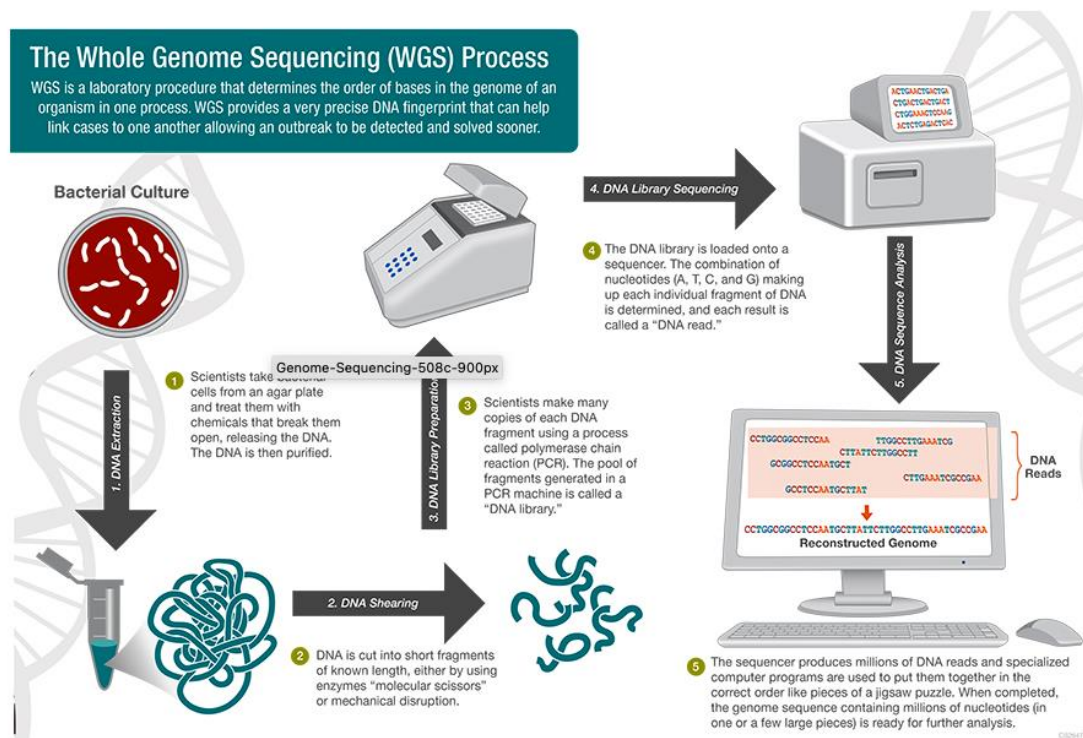 The Whole Genome Sequencing (WGS) Process
WGS is a laboratory procedure that determines the order of bases in the genome of an
organism in one process. WGS provides a very precise DNA fingerprint that can help
link cases to one another allowing an outbreak to be detected and solved sooner.
Bacterial Culture
1. DNA Extraction
1 Scientists take bacterial
cells from an agar plate
and treat them with
chemicals that break them
open, releasing the DNA.
The DNA is then purified.
Genome-Sequencing-508c-900px
2. DNA Shearing
2 DNA is cut into short fragments
of known length, either by using
enzymes “molecular scissors”
or mechanical disruption.
3. DNA Library Preparation
3 Scientists make many
copies of each DNA
fragment using a process
called polymerase chain
reaction (PCR). The pool of
fragments generated in a
PCR machine is called a
“DNA library.”
4. DNA Library Sequencing
4 The DNA library is loaded onto a
sequencer. The combination of
nucleotides (A, T, C, and G) making
up each individual fragment of DNA
is determined, and each result is
called a “DNA read.”
ACTGAACTGACTGA
CTGACTGACTGACT
CTGGAAACTCCAAG
ACTCTGAGACTGAC
5. DNA Sequence Analysis
CCTGGCGGCCTCCAA
TTGGCCTTGAAATCG
CTTATTCTTGGCCTT
GCGGCCTCCAATGCT
CTTGAAATCGCCGAA
GCCTCCAATGCTTAT
DNA
Reads
CCTGGCGGCCTCCAATGCTTATTCTTGGCCTTGAAATCGCCGAA
Reconstructed Genome
5 The sequencer produces millions of DNA reads and specialized
computer programs are used to put them together in the
correct order like pieces of a jigsaw puzzle. When completed,
the genome sequence containing millions of nucleotides (in
one or a few large pieces) is ready for further analysis.